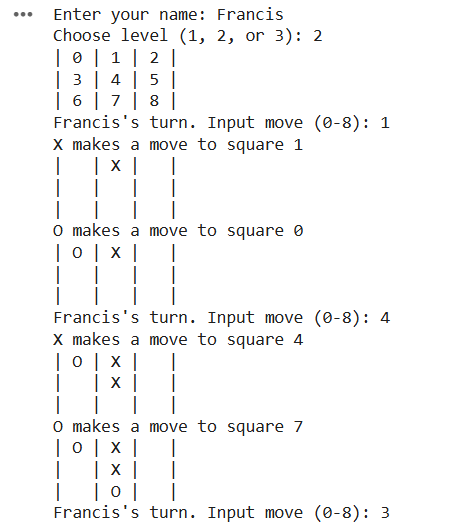 ••• Enter your name: Francis
Choose level (1, 2, or 3): 2
| 0 | 1 | 2 |
| 3 | 4 | 5 |
| 6 | 7 | 8 |
Francis's turn. Input move (0-8): 1
X makes a move to square 1
|   | X |   |
|   |   |   |
|   |   |   |
O makes a move to square 0
| O | X |   |
|   |   |   |
|   |   |   |
Francis's turn. Input move (0-8): 4
X makes a move to square 4
| O | X |   |
|   | X |   |
|   |   |   |
O makes a move to square 7
| O | X |   |
|   | X |   |
|   | O |   |
Francis's turn. Input move (0-8): 3